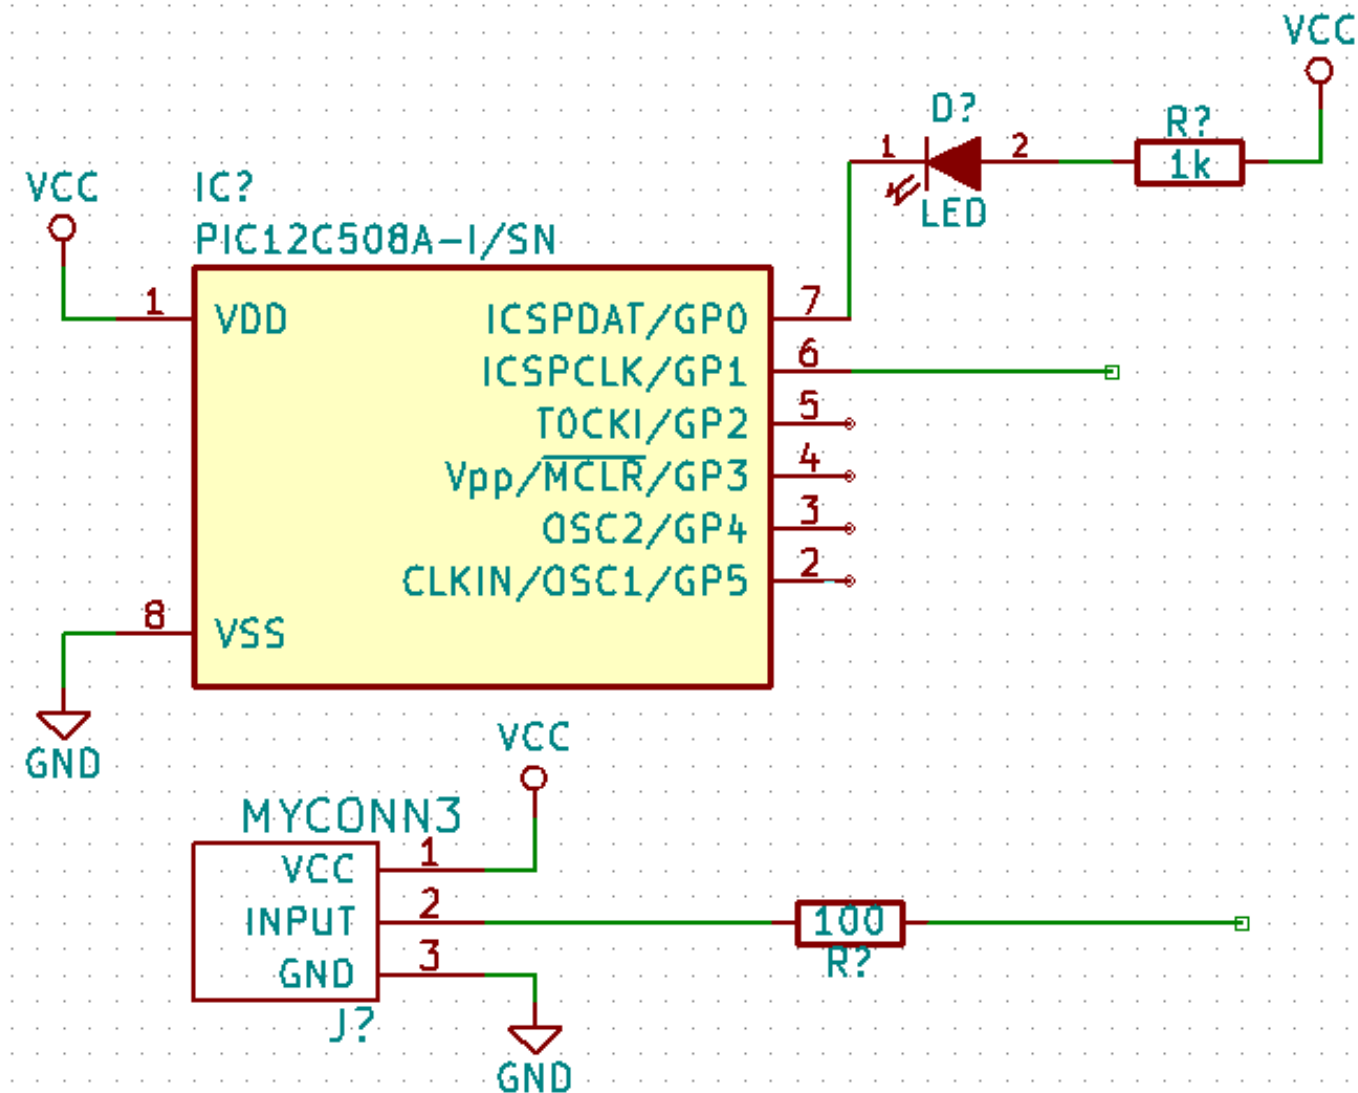 VCC
D?
R?
1
2
1k
LED
VCC
IC?
PIC12C508A-I/SN
1
VDD
ICSPDAT/GP0
7
ICSPCLK/GP1
6
T0CKI/GP2
5
Vpp/MCLR/GP3
4
OSC2/GP4
3
CLKIN/OSC1/GP5
2
8
VSS
GND
VCC
MYCONN3
VCC
1
INPUT
2
100
GND
3
R?
J?
GND